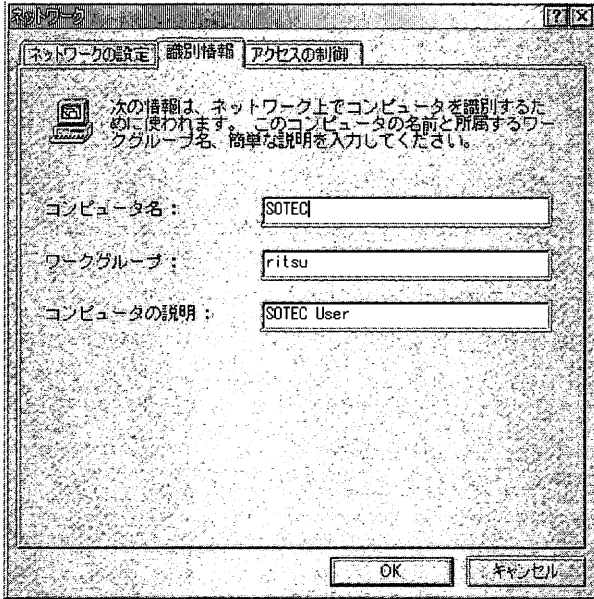 ネットワーク
ネットワークの設定 識別情報 アクセスの制御
次の情報は、ネットワーク上でコンピュータを識別するた
めに使われます。 このコンピュータの名前と所属するワー
クグループ名、簡単な説明を入力してください。
コンピュータ名： SOTEC
ワークグループ： ritsu
コンピュータの説明： SOTEC User
OK キャンセル